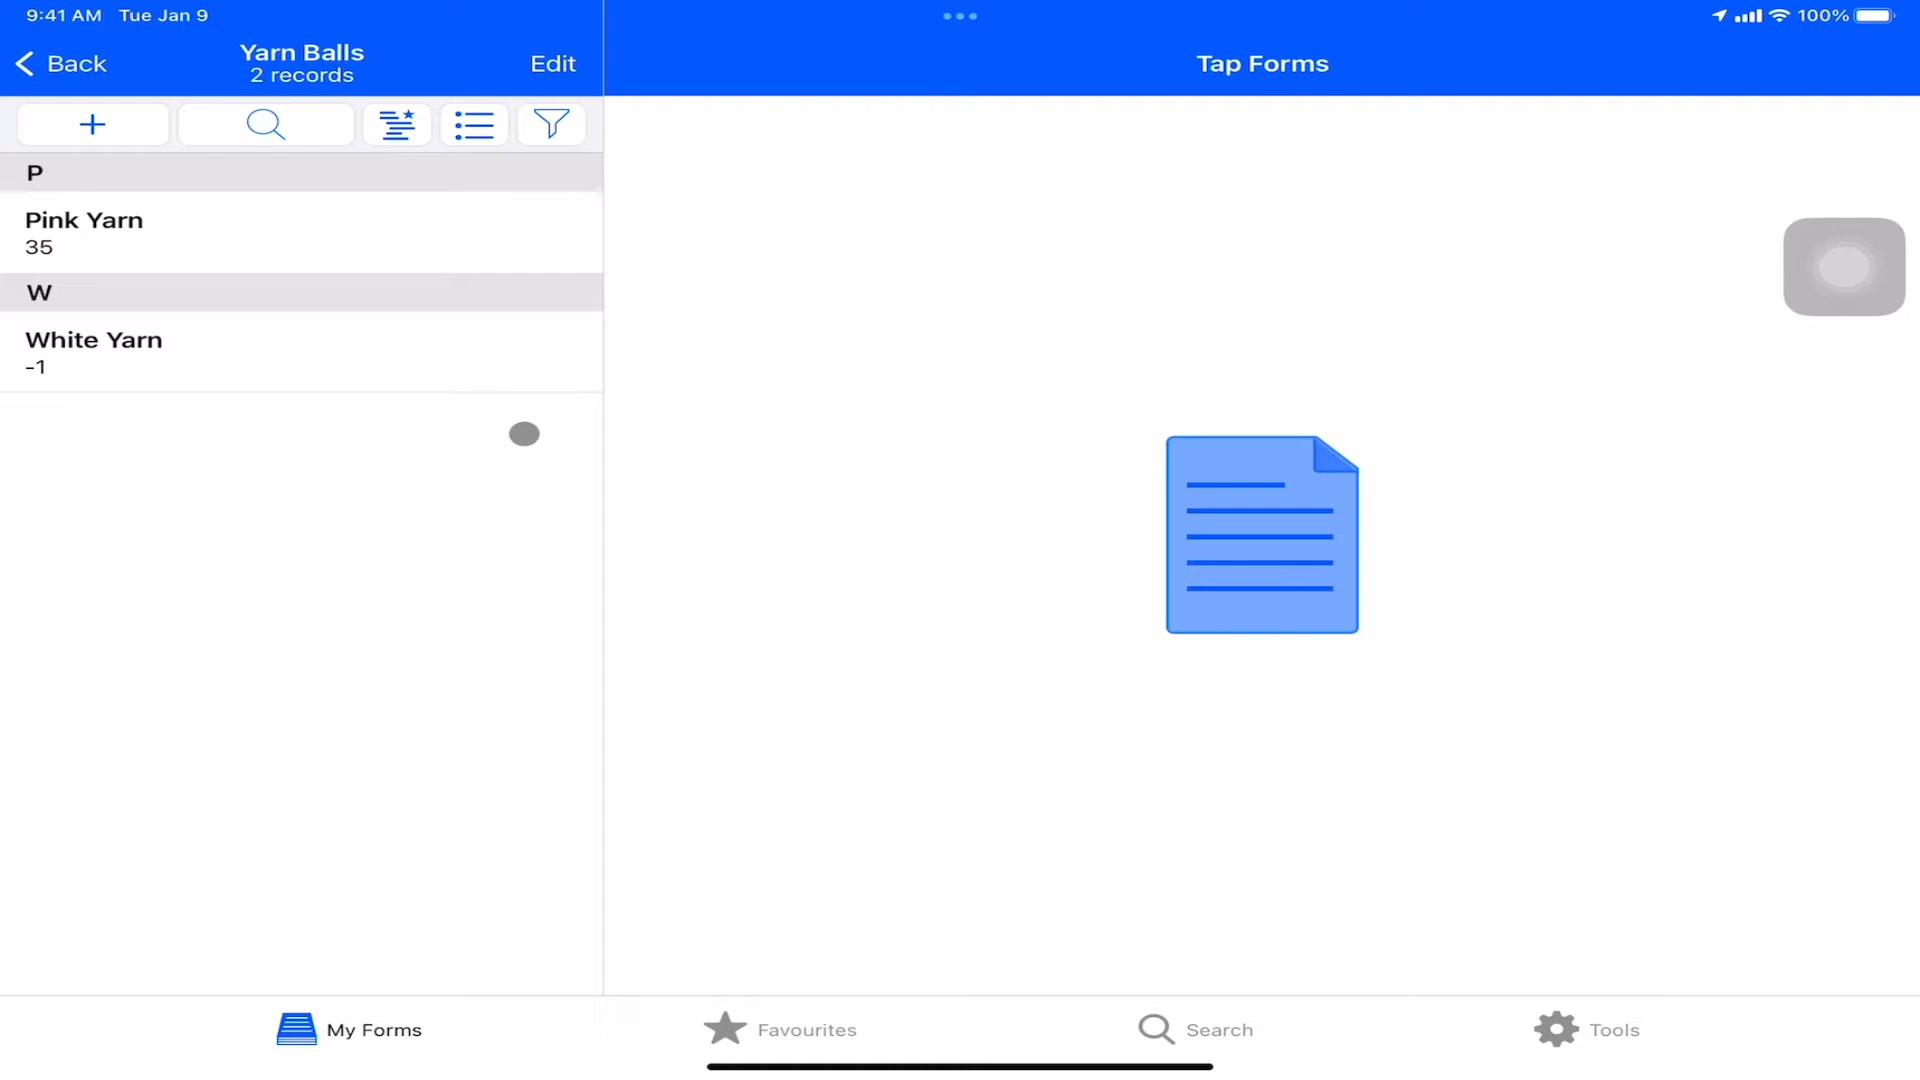 9:41 AM Tue Jan 9
100%
Back
Yarn Balls
2 records
Edit
Tap Forms
P
Pink Yarn
35
W
White Yarn
-1
My Forms
Favourites
Search
Tools